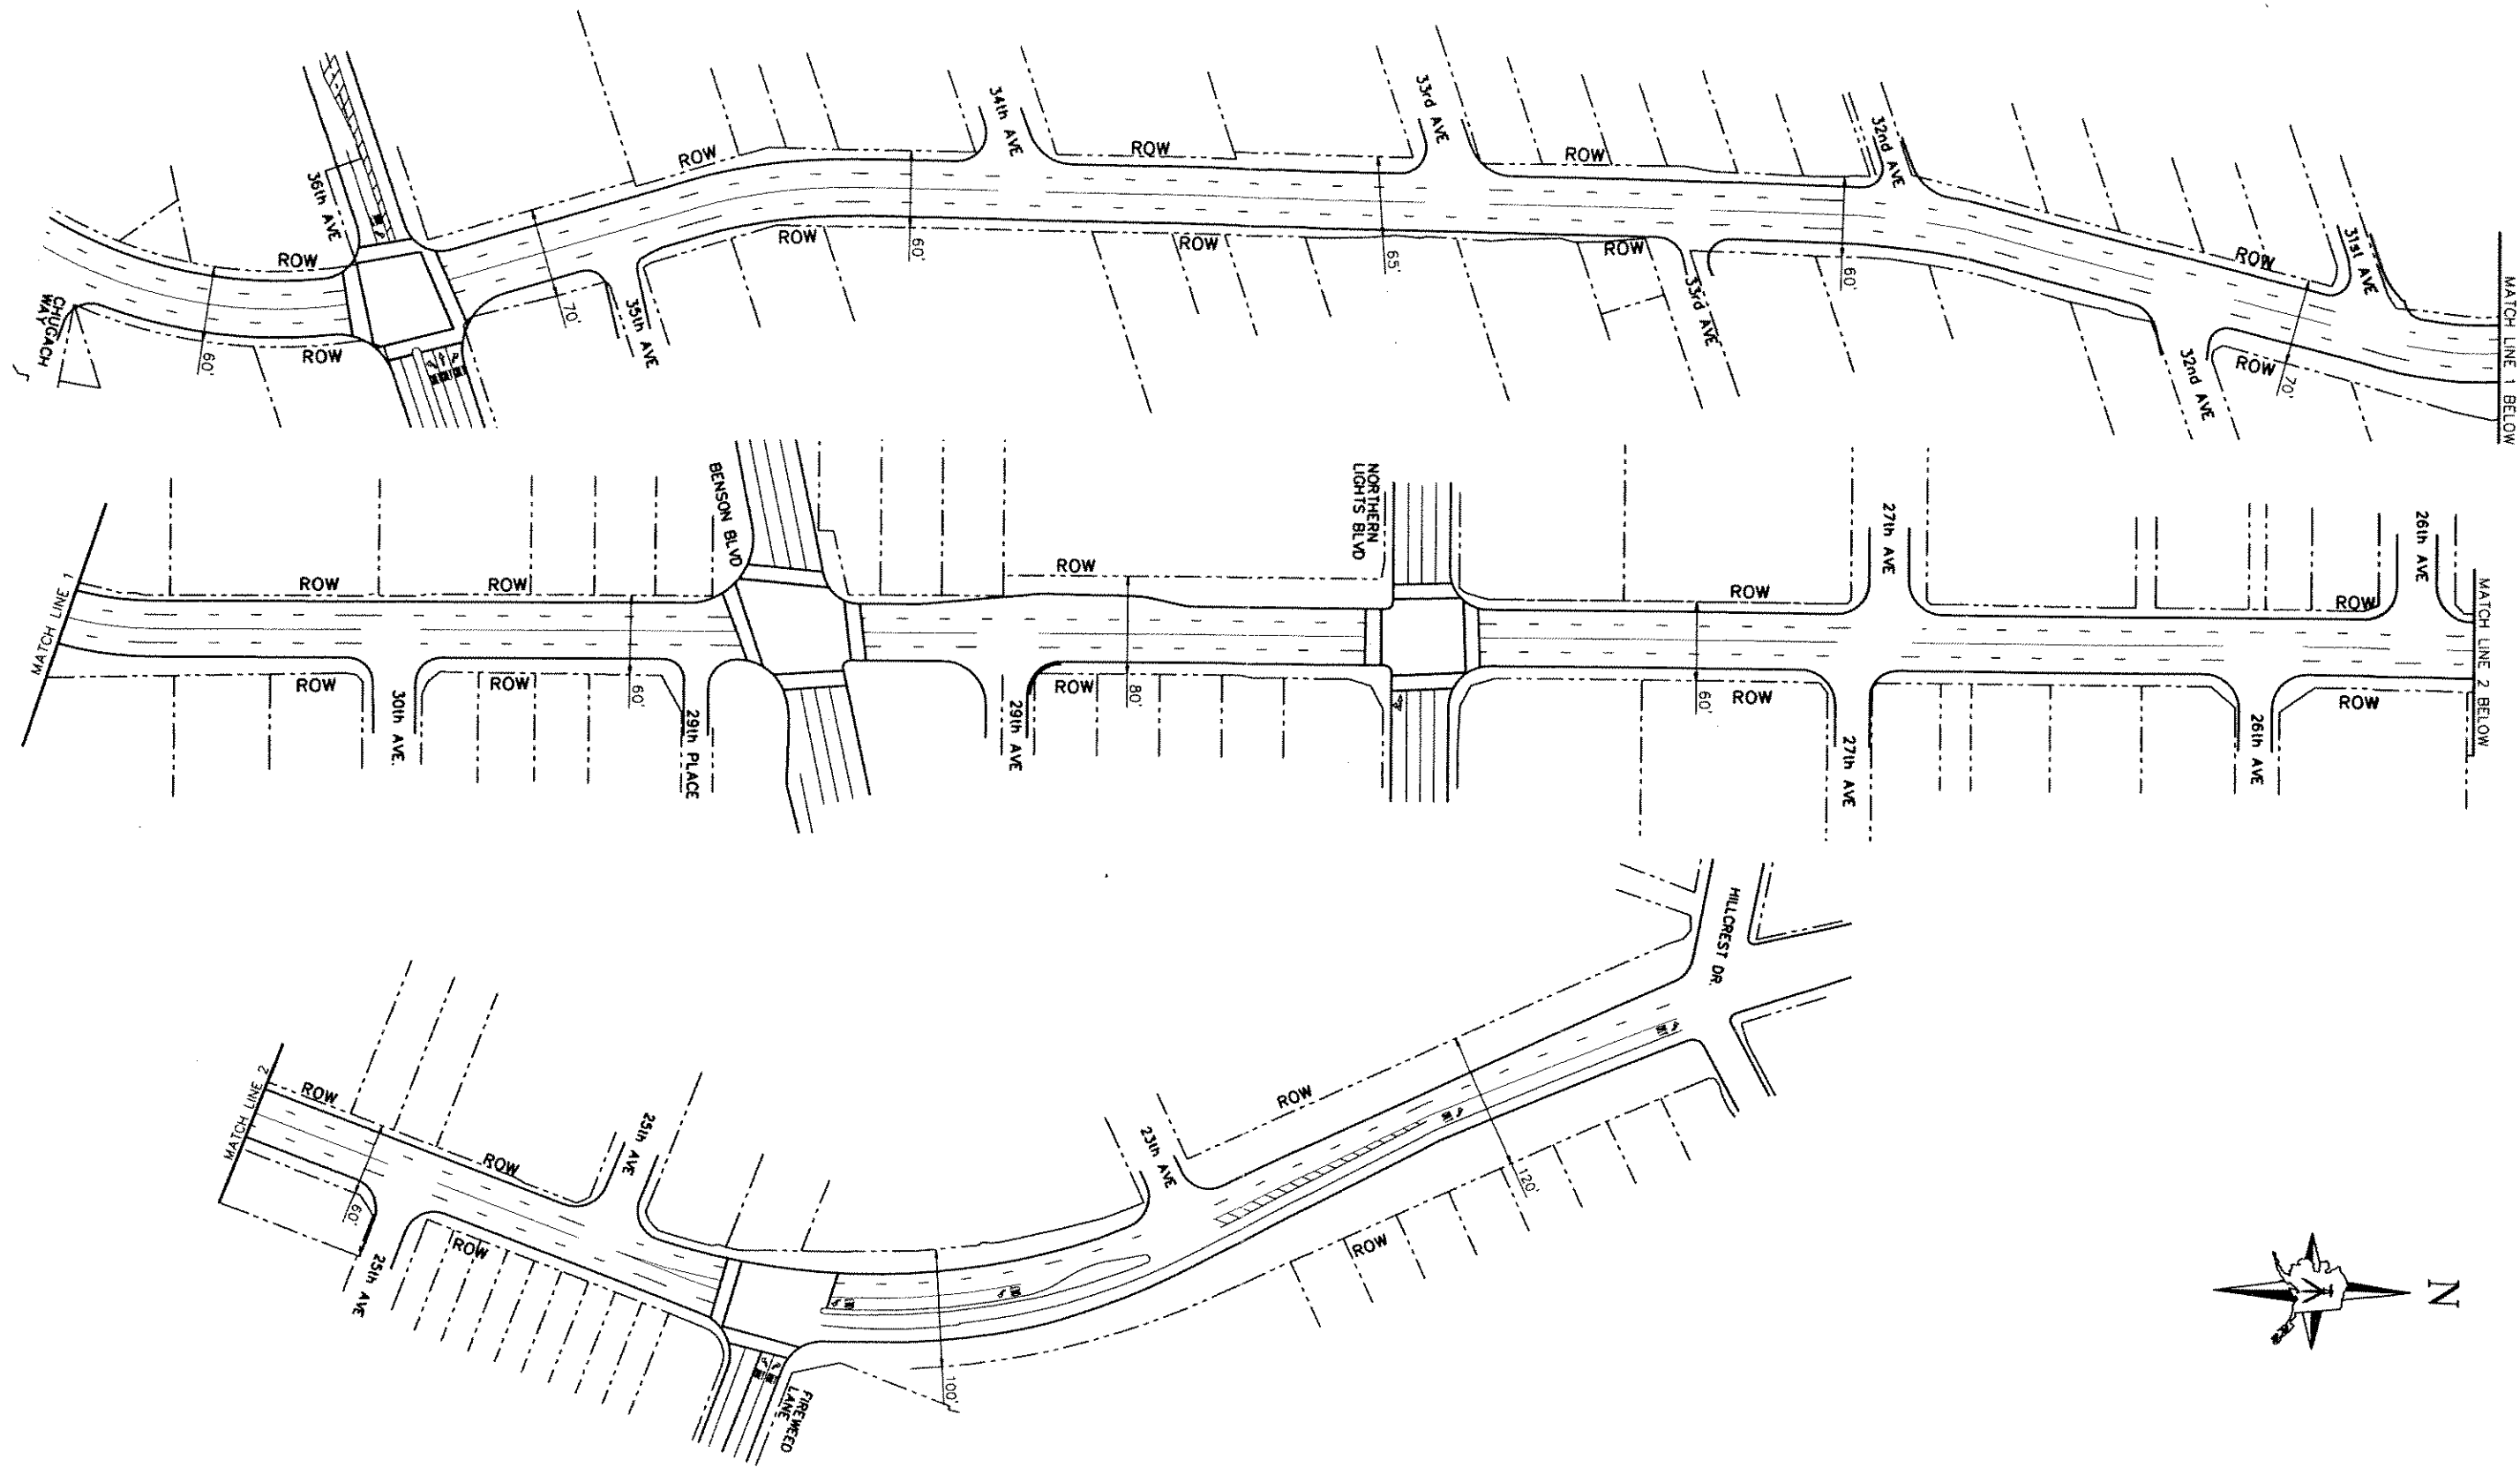 36th AVE
ROW
34th AVE
ROW
33rd AVE
ROW
32nd AVE
ROW
31st AVE
MATCH LINE 1 BELOW
ROW
CHUGACH
WAY
60'
ROW
70'
35th AVE
ROW
60'
ROW
65'
ROW
33rd AVE
60'
32nd AVE
ROW
70'
MATCH LINE 1
ROW
ROW
BENSON BLVD
ROW
NORTHERN
LIGHTS BLVD
ROW
27th AVE
ROW
26th AVE
MATCH LINE 2 BELOW
ROW
30th AVE.
ROW
60'
29th PLACE
29th AVE
ROW
80'
60'
ROW
27th AVE
26th AVE
ROW
HILLCREST DR.
MATCH LINE 2
ROW
ROW
25th AVE
23th AVE
ROW
60'
25th AVE
ROW
FIREWEED
LANE
100'
120'
ROW
N